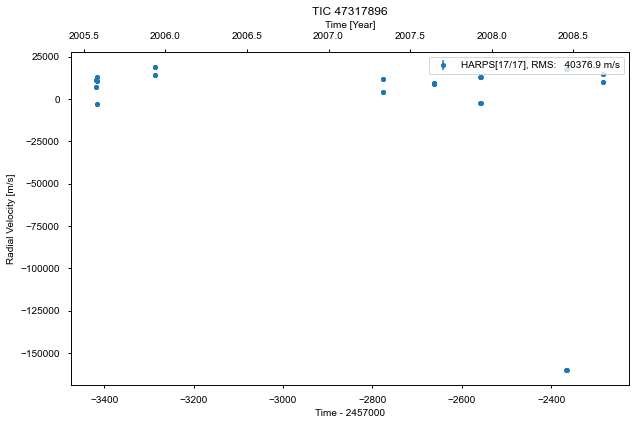 TIC 47317896
Time [Year]
2005.5 2006.0 2006.5 2007.0 2007.5 2008.0 2008.5
HARPS[17/17], RMS: 40376.9 m/s
25000
0
−25000
−50000
−75000
−100000
−125000
−150000
Radial Velocity [m/s]
−3400 −3200 −3000 −2800 −2600 −2400
Time - 2457000